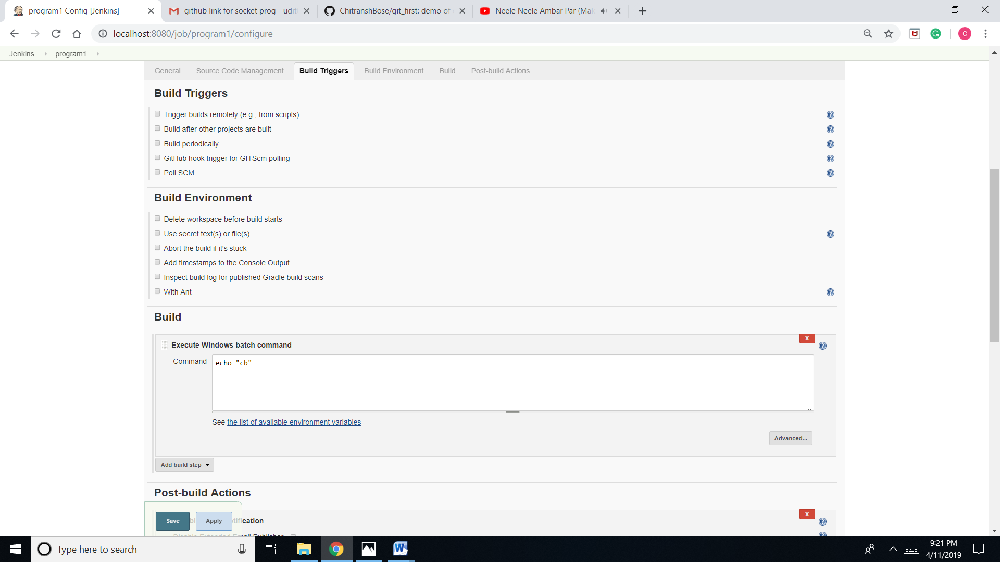 program1 Config [Jenkins]
github link for socket prog - udit
ChitranshBose/git_first: demo of
Neele Neele Ambar Par (Mal
localhost:8080/job/program1/configure
C
Jenkins
program1
General
Source Code Management
Build Triggers
Build Environment
Build
Post-build Actions
Build Triggers
Trigger builds remotely (e.g., from scripts)
Build after other projects are built
Build periodically
GitHub hook trigger for GITScm polling
Poll SCM
Build Environment
Delete workspace before build starts
Use secret text(s) or file(s)
Abort the build if it's stuck
Add timestamps to the Console Output
Inspect build log for published Gradle build scans
With Ant
Build
X
Execute Windows batch command
Command
echo "cb"
See the list of available environment variables
Advanced...
Add build step
Post-build Actions
X
Save
Apply
Type here to search
9:21 PM
4/11/2019